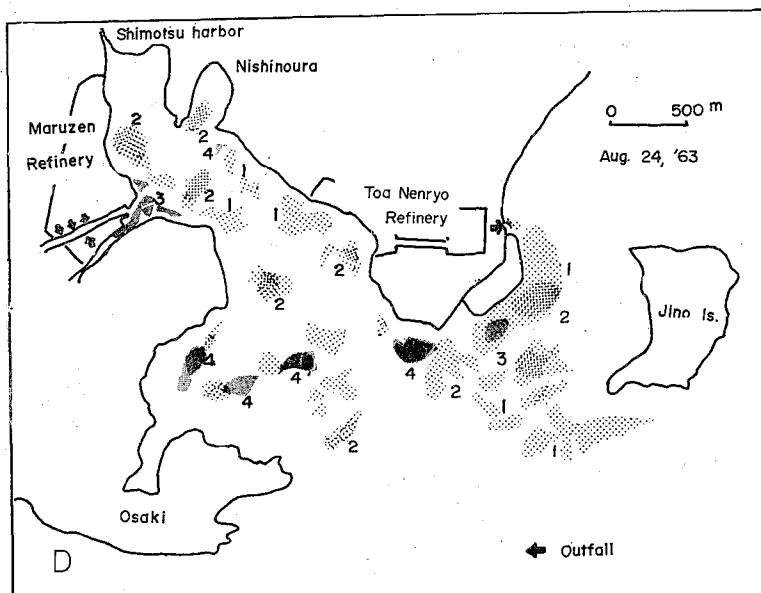 Shimotsu harbor
Nishinoura
Maruzen
Refinery
2
2
4
1
3
2
1
1
2
2
Toa Nenryo
Refinery
0 500 m
Aug. 24, '63
1
2
Jino Is.
3
4
4
4
4
2
1
2
1
Osaki
D
Outfall